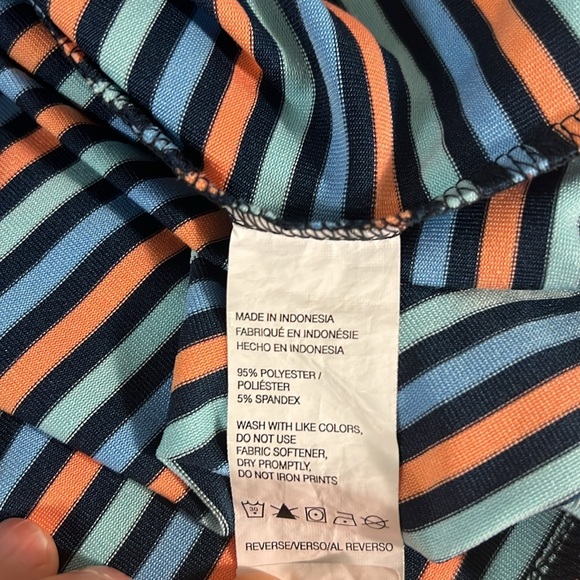 MADE IN INDONESIA
FABRIQUÉ EN INDONÉSIE
HECHO EN INDONESIA
95% POLYESTER /
POLIÉSTER
5% SPANDEX
WASH WITH LIKE COLORS,
DO NOT USE
FABRIC SOFTENER,
DRY PROMPTLY,
DO NOT IRON PRINTS
30
REVERSE/VERSO/AL REVERSO